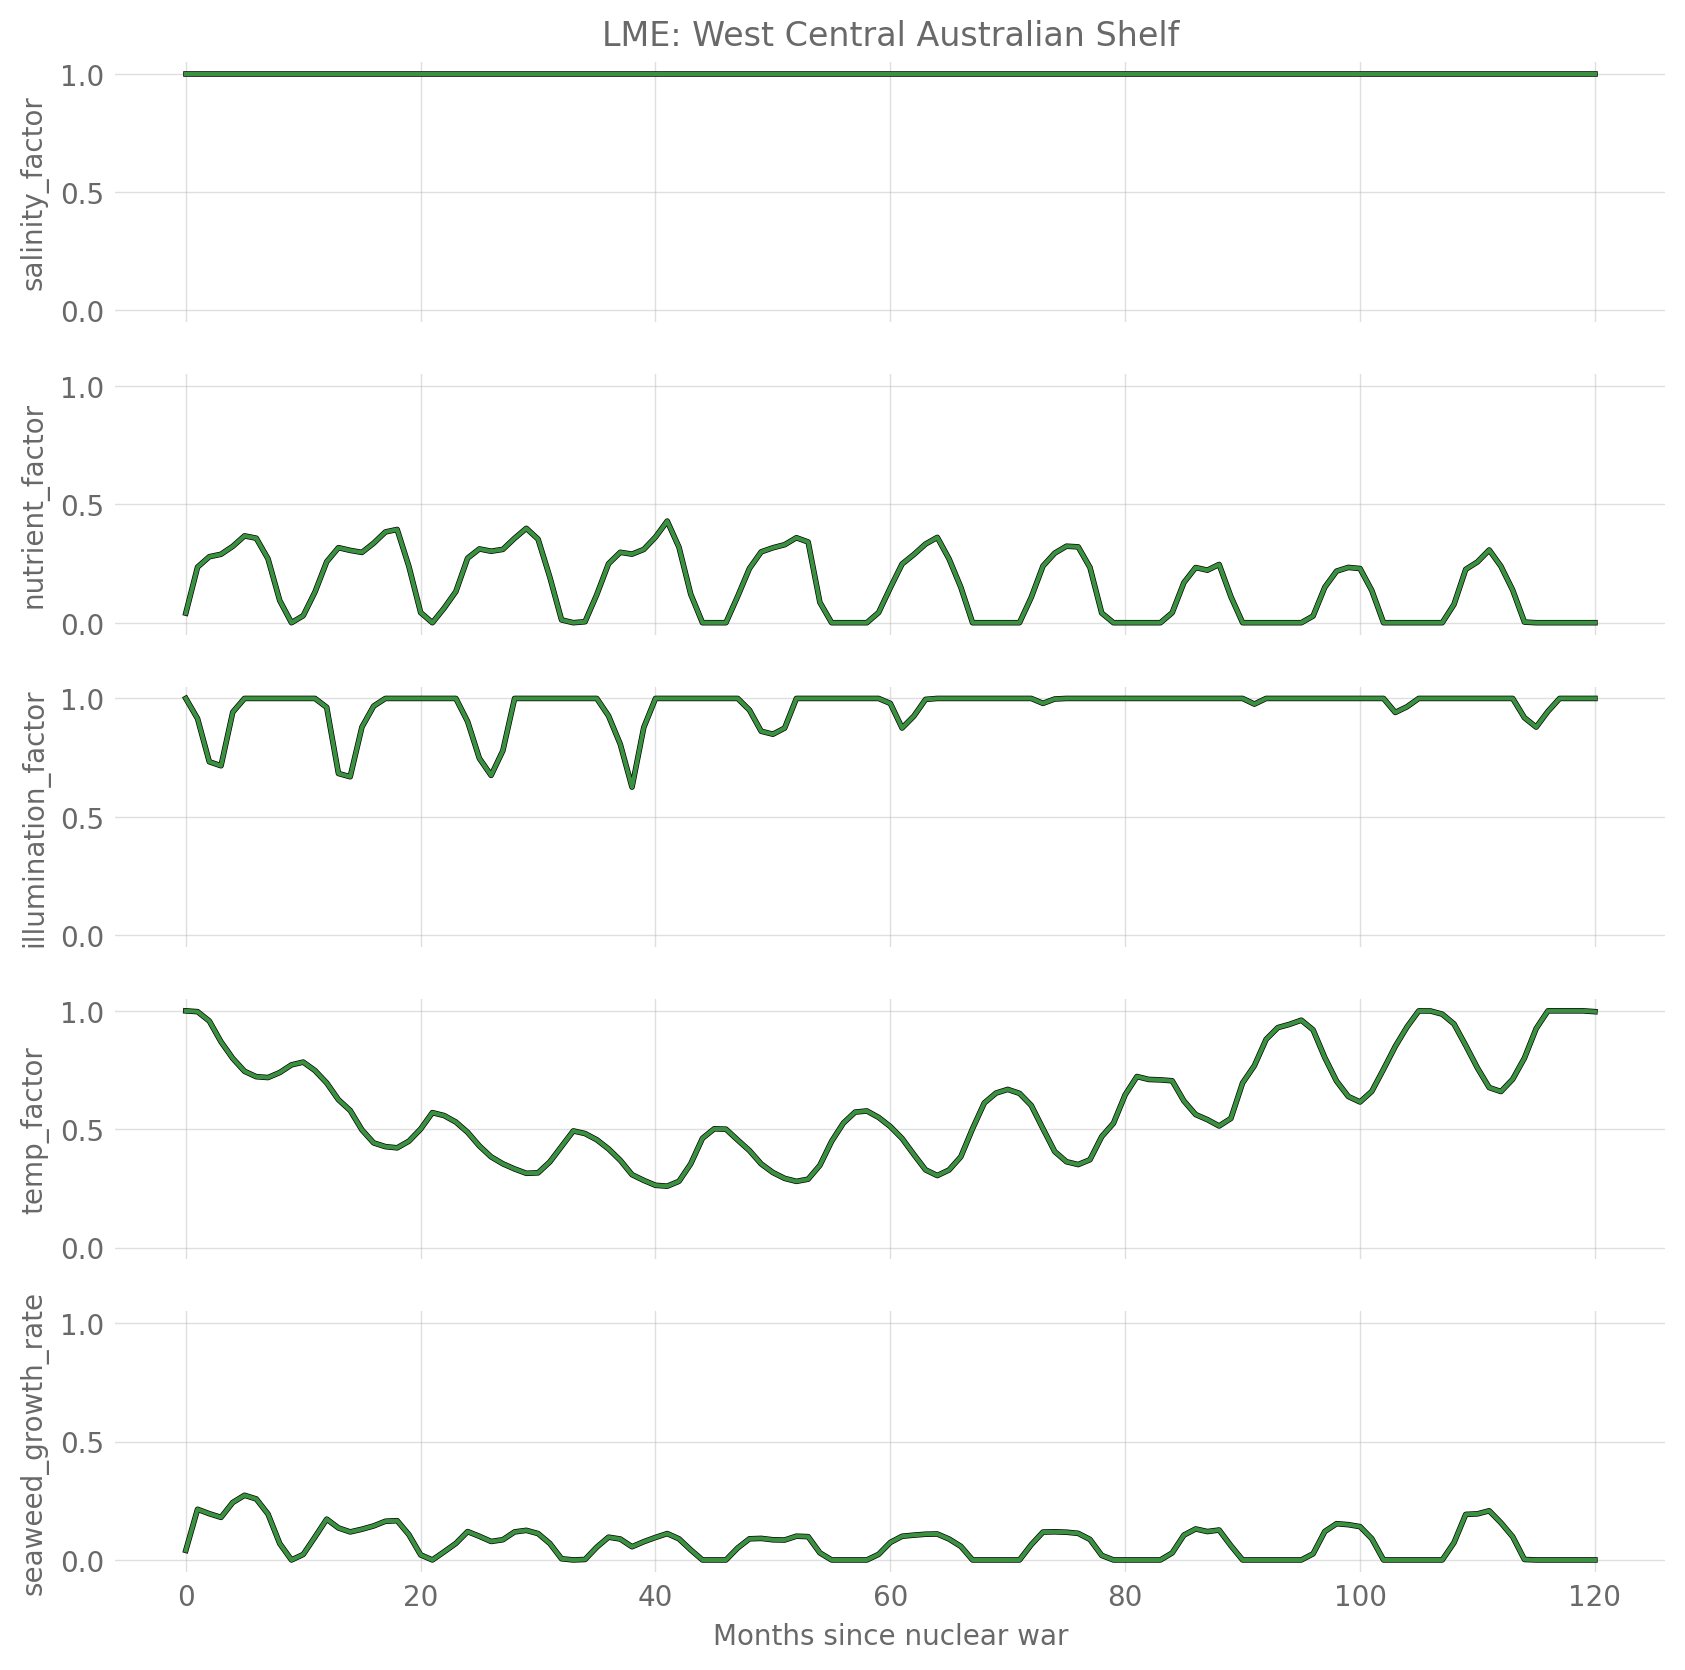 LME: West Central Australian Shelf
salinity_factor
1.0
0.5
0.0
nutrient_factor
1.0
0.5
0.0
illumination_factor
1.0
0.5
0.0
temp_factor
1.0
0.5
0.0
seaweed_growth_rate
1.0
0.5
0.0
0 20 40 60 80 100 120
Months since nuclear war